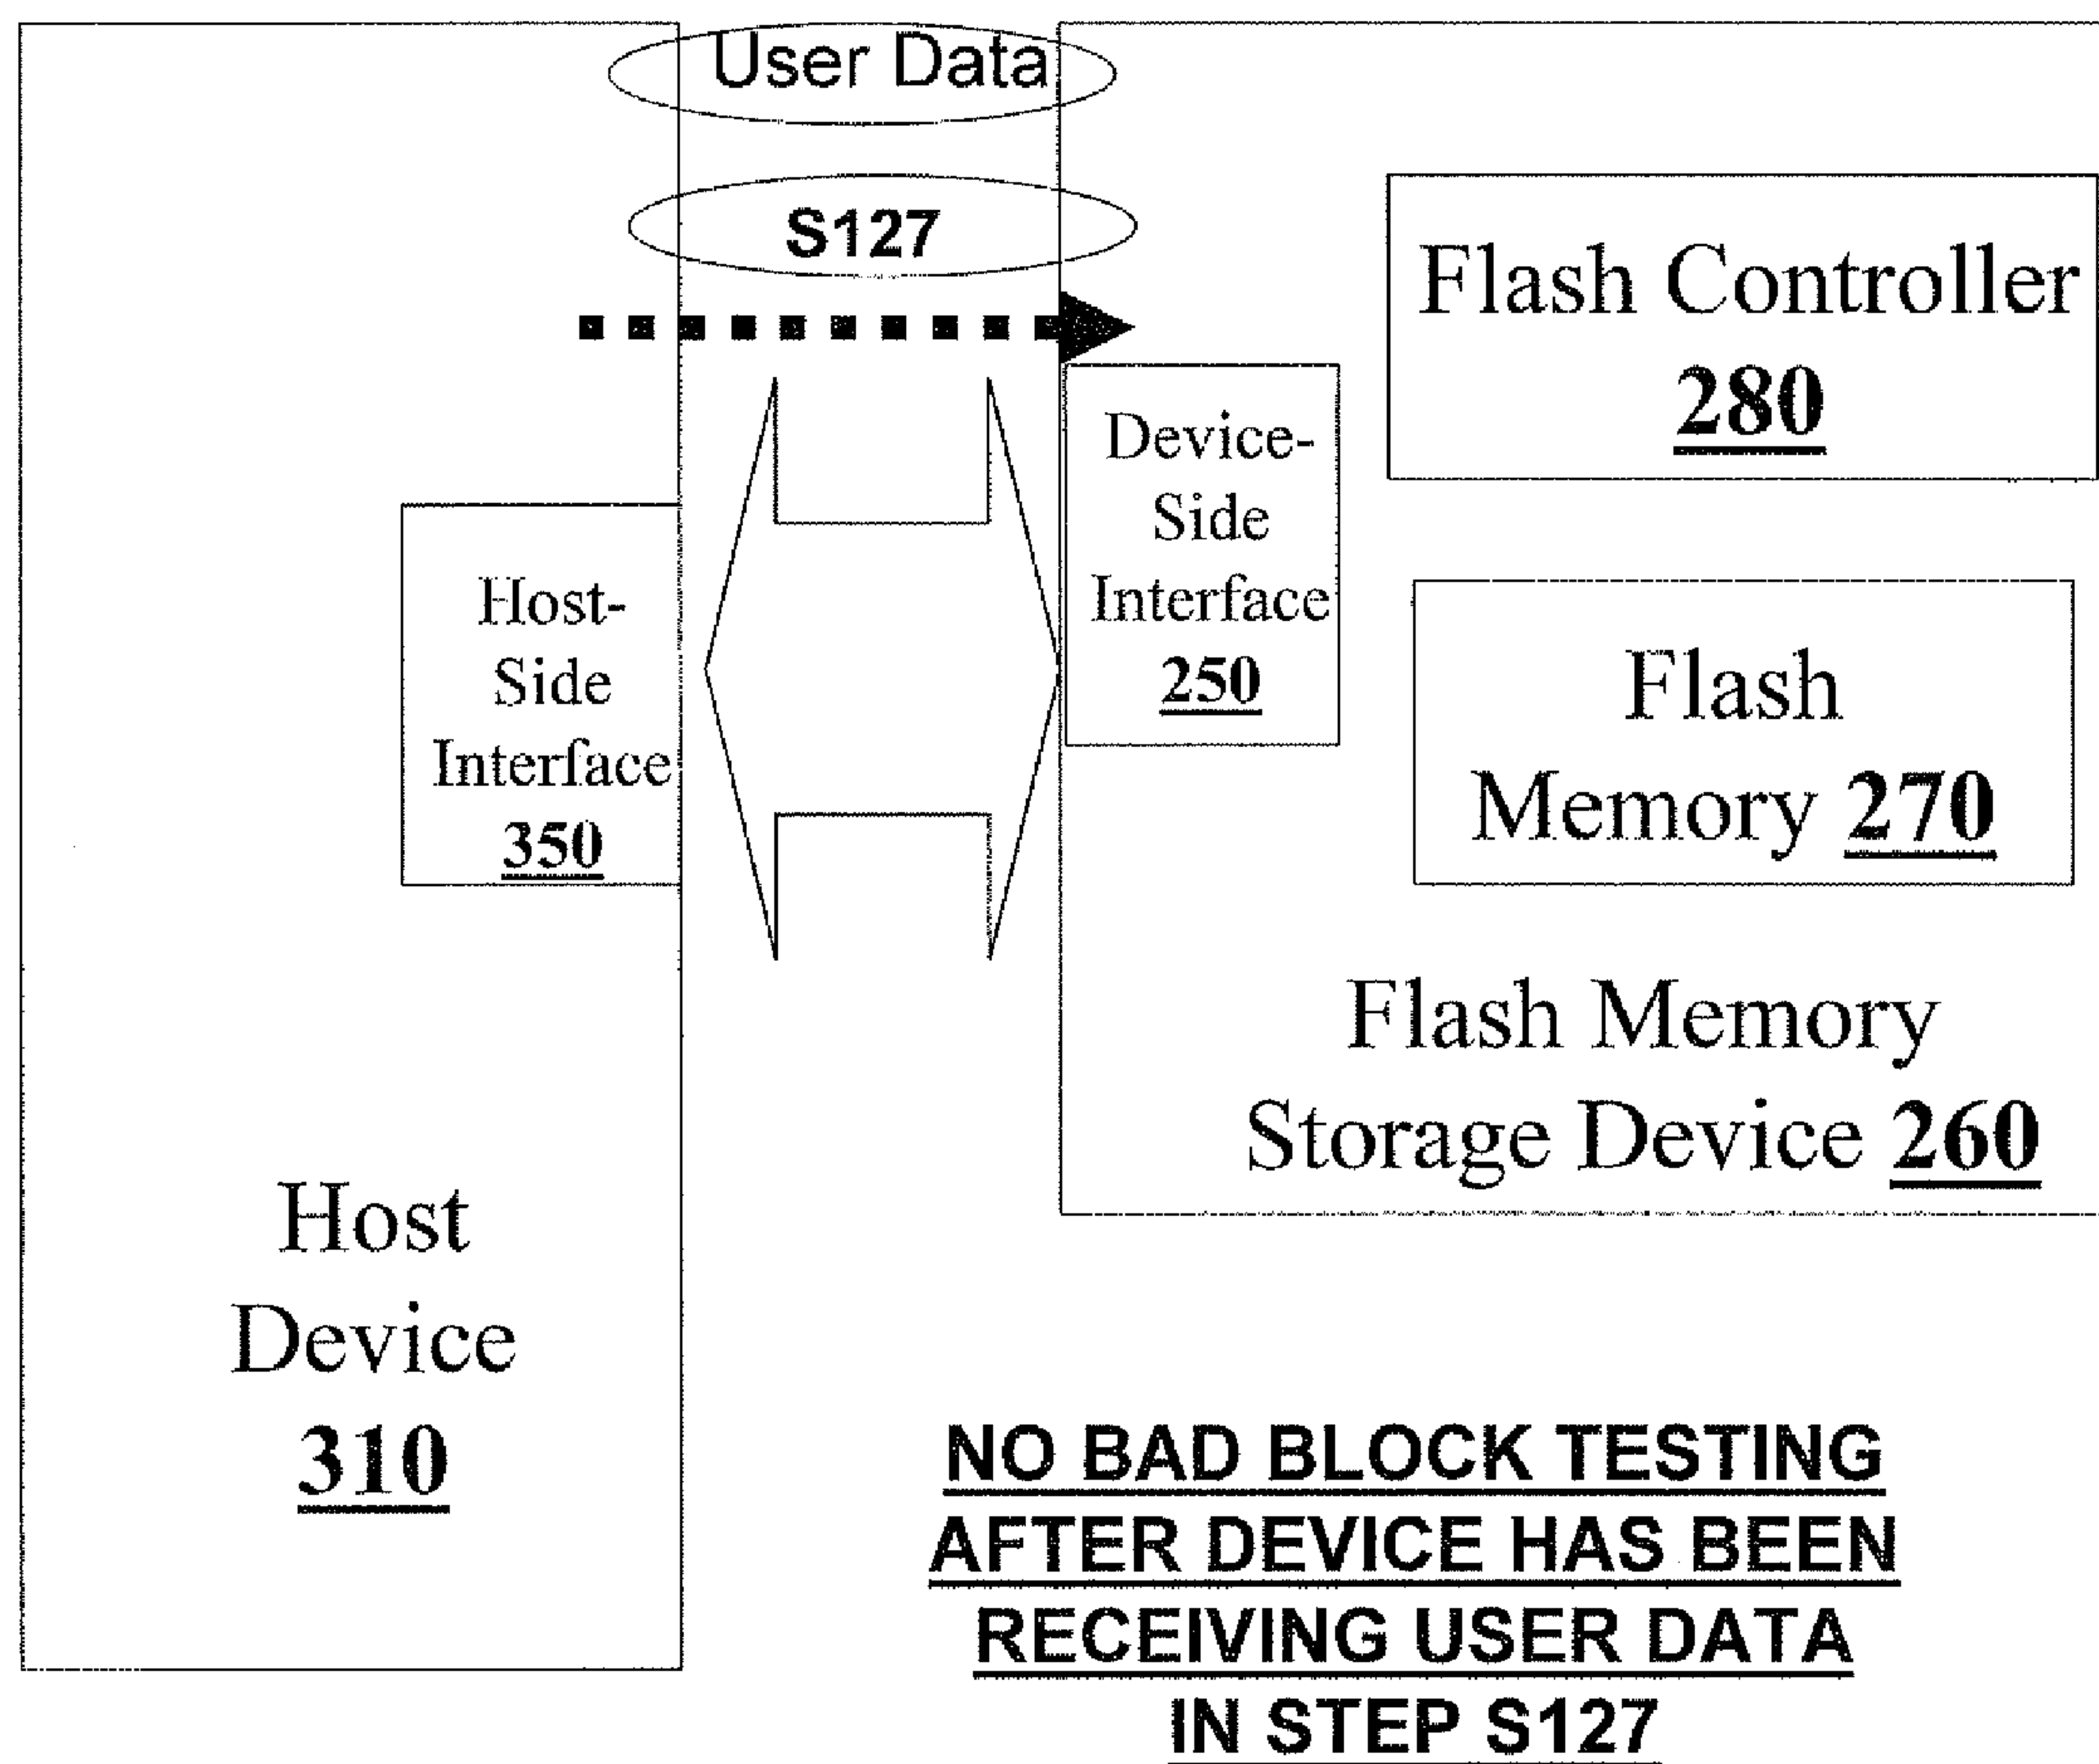 User Data
S127
Flash Controller
280
Device-
Side
Interface
250
Host-
Side
Interface
350
Flash
Memory 270
Flash Memory
Storage Device 260
Host
Device
310
NO BAD BLOCK TESTING
AFTER DEVICE HAS BEEN
RECEIVING USER DATA
IN STEP S127